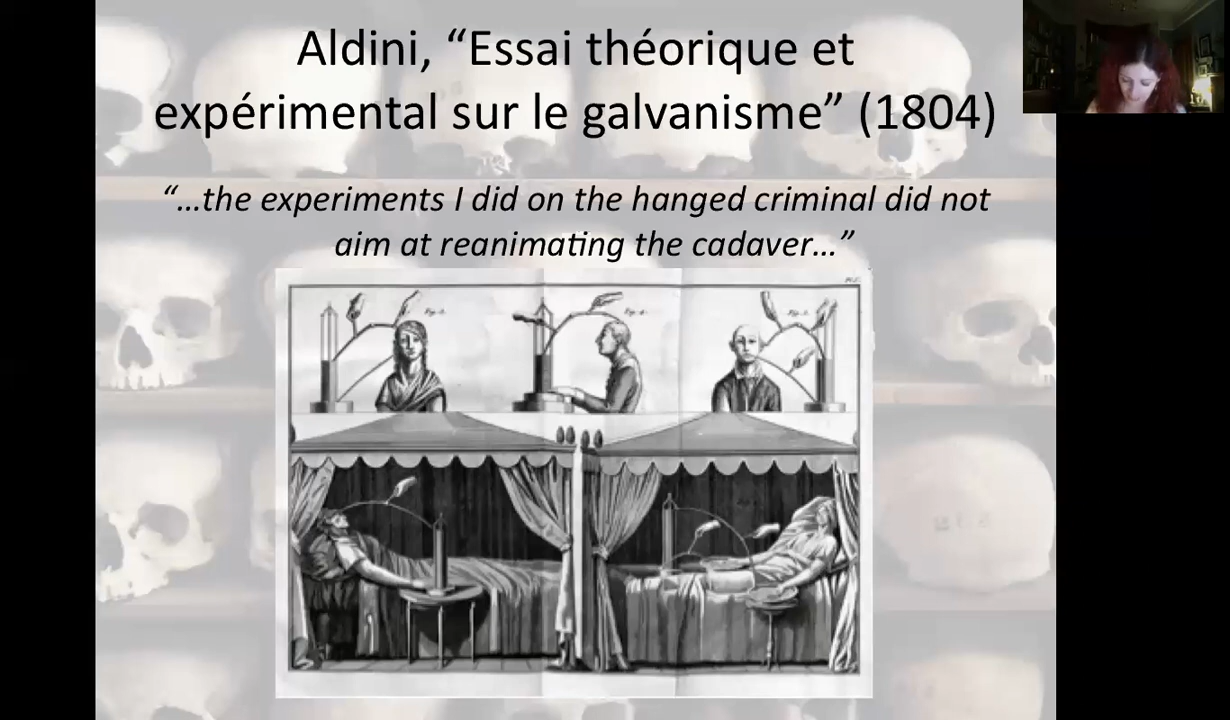 Aldini, “Essai théorique et
expérimental sur le galvanisme” (1804)
“…the experiments I did on the hanged criminal did not
aim at reanimating the cadaver…”